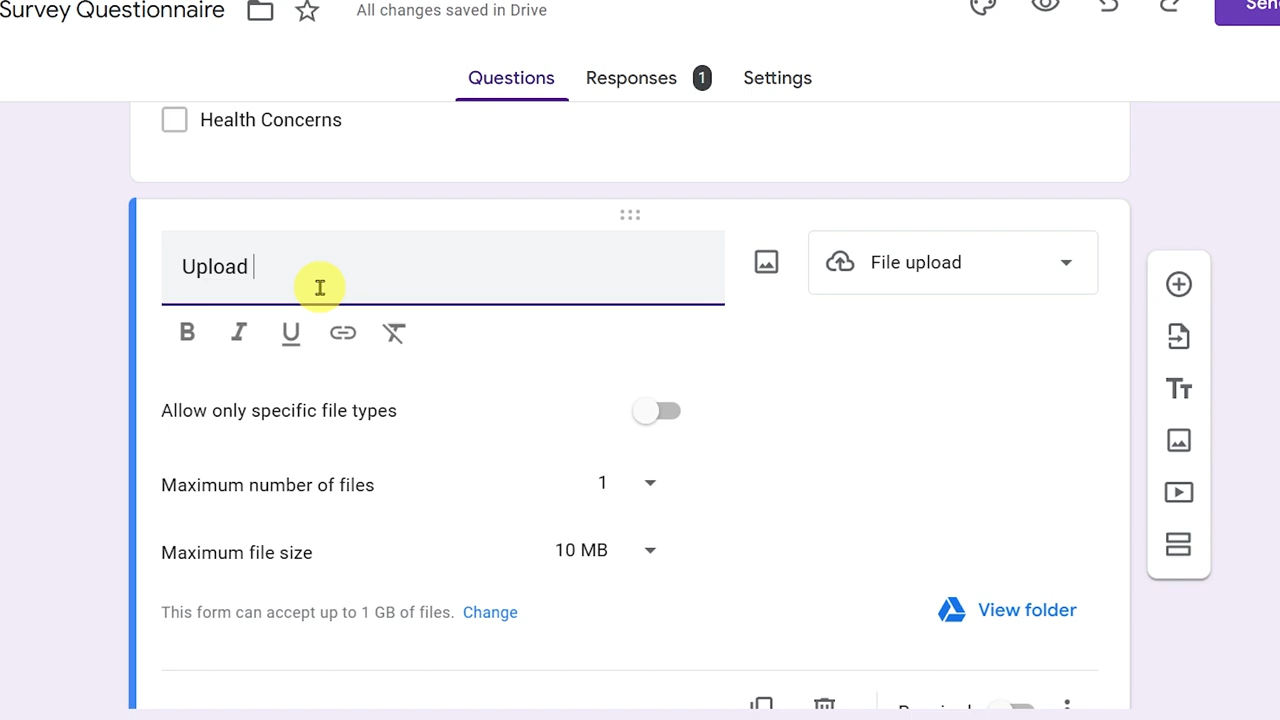 Survey Questionnaire
All changes saved in Drive
Questions
Responses 1
Settings
Health Concerns
Upload
File upload
B I U
Allow only specific file types
Maximum number of files 1
Maximum file size 10 MB
This form can accept up to 1 GB of files. Change
View folder
Tt